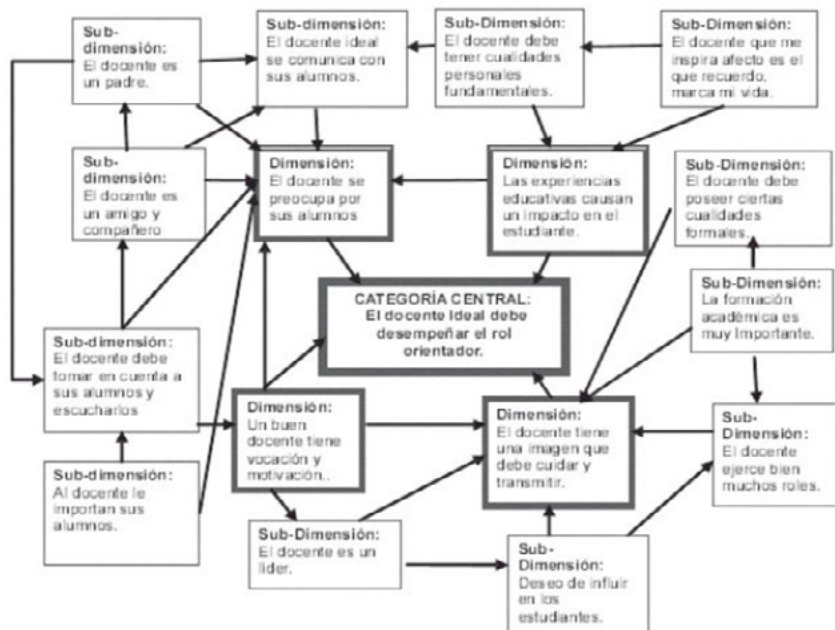 Sub-
dimensión:
El docente es
un padre.
Sub-dimensión:
El docente ideal
se comunica con
sus alumnos.
Sub-Dimensión:
El docente debe
tener cualidades
personales
fundamentales.
Sub-Dimensión:
El docente que me
inspira afecto es el
que recuerdo,
marca mi vida.
Sub-
dimensión:
El docente es
un amigo y
compañero
Dimensión:
El docente se
preocupa por
sus alumnos
Dimensión:
Las experiencias
educativas causan
un impacto en el
estudiante.
Sub-Dimensión:
El docente debe
poseer ciertas
cualidades
formales.
CATEGORÍA CENTRAL:
El docente Ideal debe
desempeñar el rol
orientador.
Sub-Dimensión:
La formación
académica es
muy Importante.
Sub-dimensión:
El docente debe
tomar en cuenta a
sus alumnos y
escucharlos
Dimensión:
Un buen
docente tiene
vocación y
motivación..
Dimensión:
El docente tiene
una imagen que
debe cuidar y
transmitir.
Sub-
Dimensión:
El docente
ejerce bien
muchos roles.
Sub-dimensión:
Al docente le
importan sus
alumnos.
Sub-Dimensión:
El docente es un
lider.
Sub-
Dimensión:
Deseo de influir
en los
estudiantes.